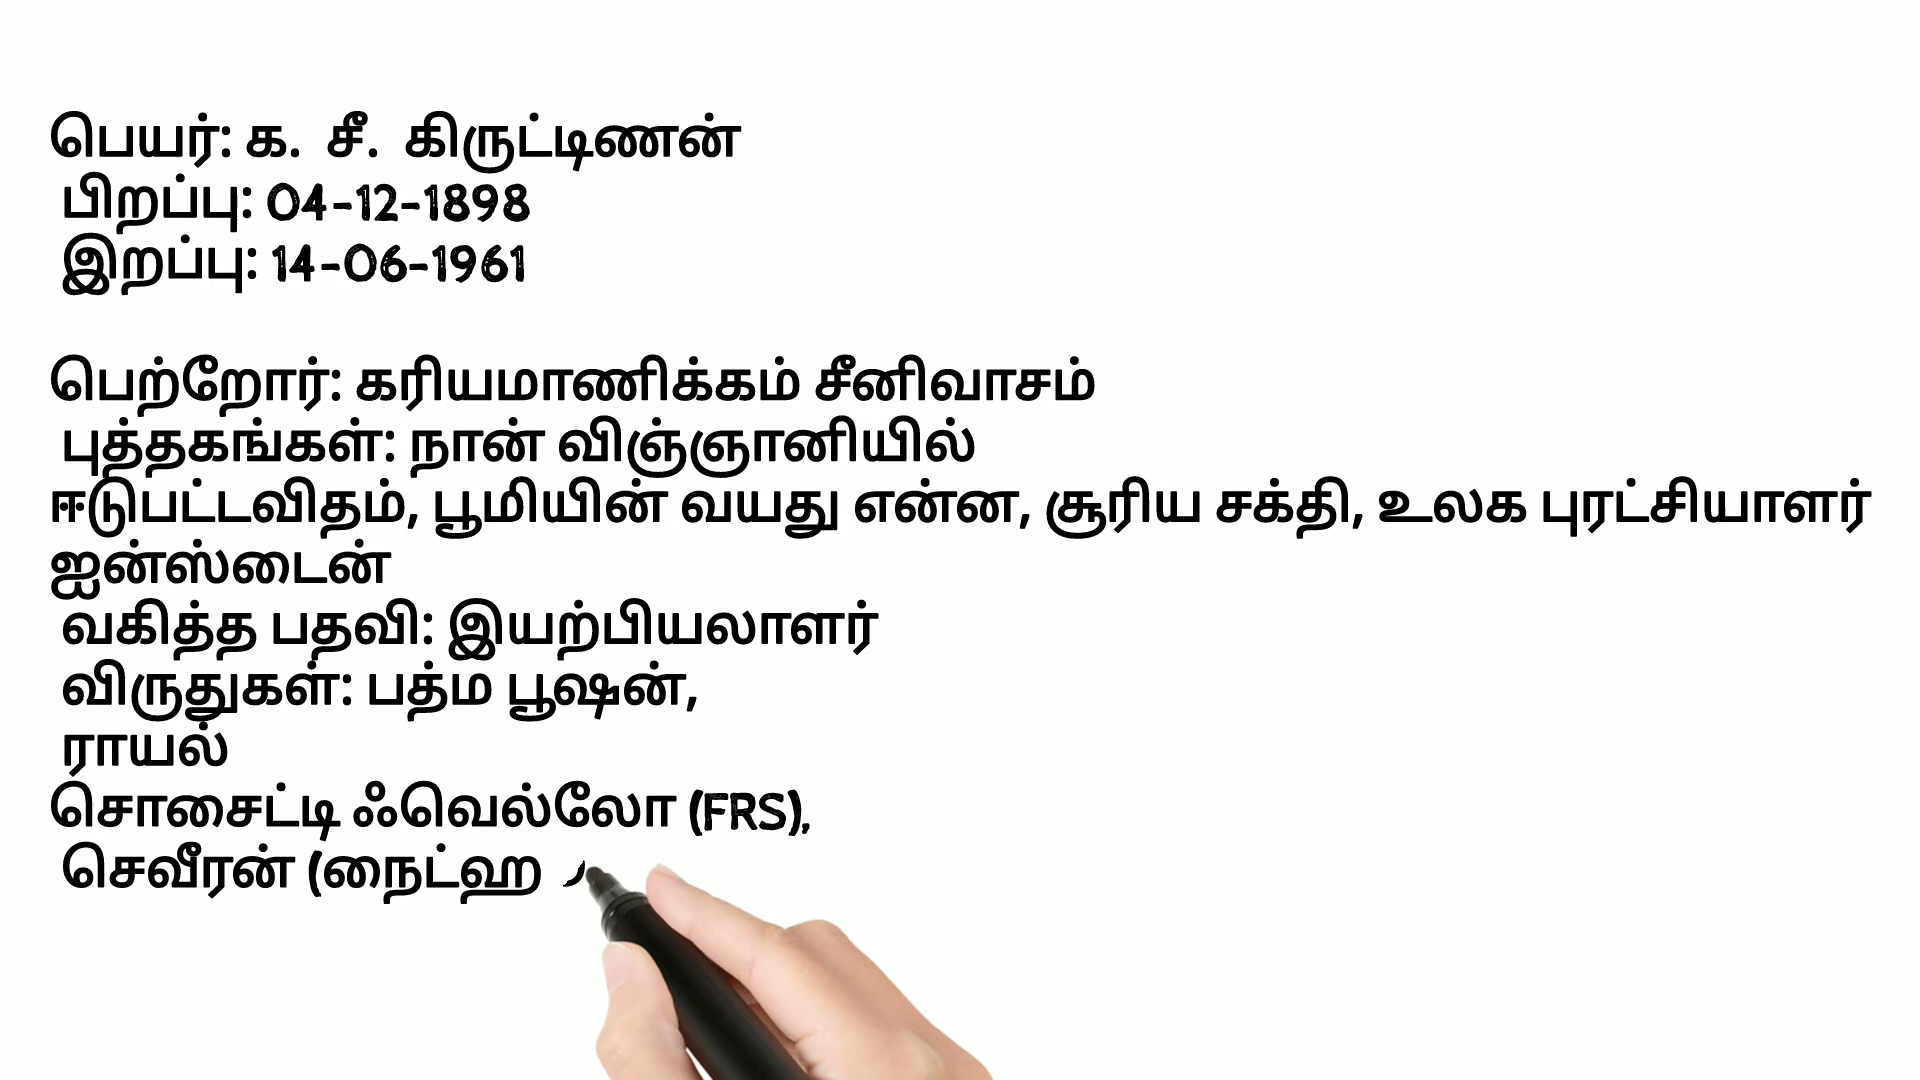 பெயர்: க. சீ. கிருட்டிணன்
பிறப்பு: 04-12-1898
இறப்பு: 14-06-1961
பெற்றோர்: கரியமாணிக்கம் சீனிவாசம்
புத்தகங்கள்: நான் விஞ்ஞானியில்
ஈடுபட்டவிதம், பூமியின் வயது என்ன, சூரிய சக்தி, உலக புரட்சியாளர்
ஐன்ஸ்டைன்
வகித்த பதவி: இயற்பியலாளர்
விருதுகள்: பத்ம பூஷன்,
ராயல்
சொசைட்டி ஃவெல்லோ (FRS),
செவீரன் (நைட்ஹ